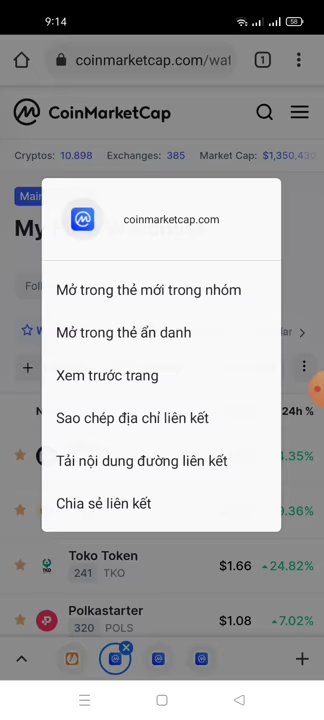 9:14
58
coinmarketcap.com/wat
1
CoinMarketCap
Cryptos: 10.898 Exchanges: 385 Market Cap: $1,350,430
Main
My
coinmarketcap.com
Mở trong thẻ mới trong nhóm
Mở trong thẻ ẩn danh
Xem trước trang
Sao chép địa chỉ liên kết
Tải nội dung đường liên kết
Chia sẻ liên kết
24h %
4.35%
9.36%
Toko Token
241 TKO
$1.66 24.82%
Polkastarter
320 POLS
$1.08 7.02%